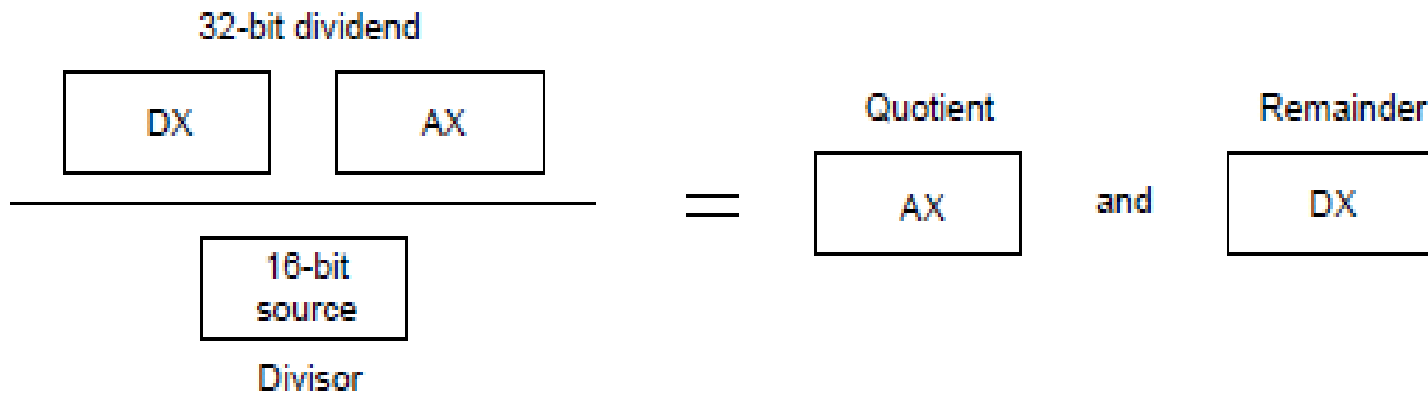 32-bit dividend
DX
AX
16-bit
source
Divisor
Quotient
AX
and
Remainder
DX